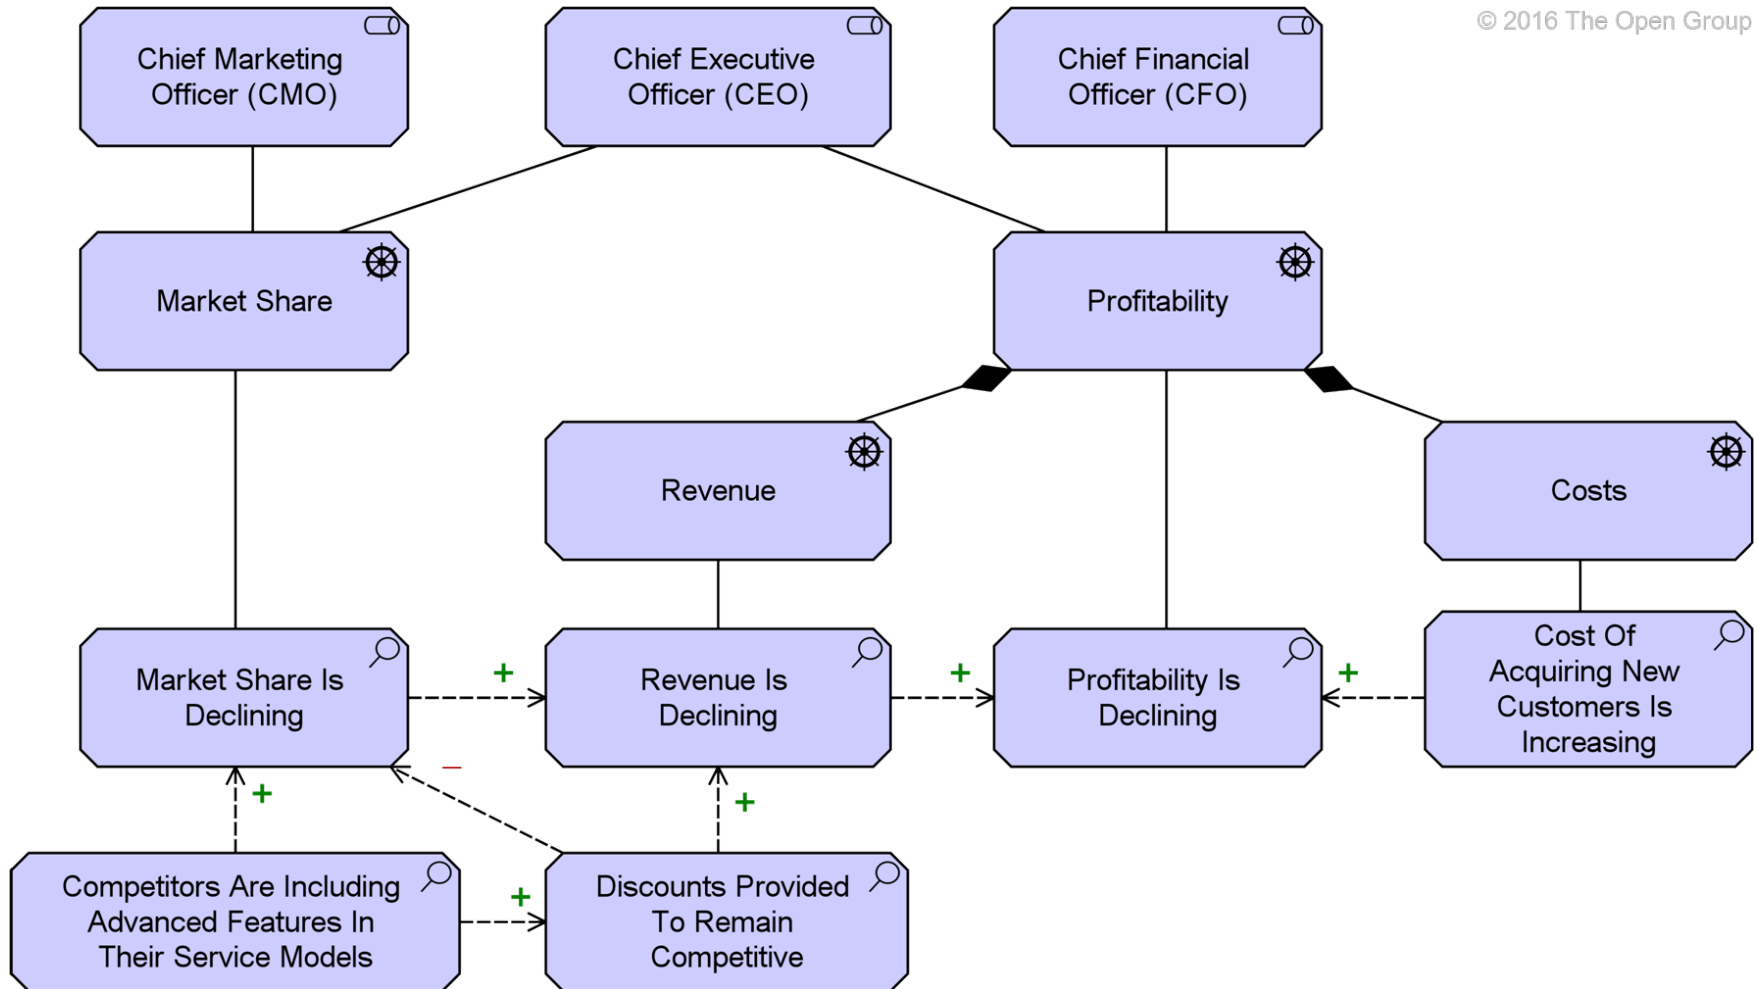 © 2016 The Open Group
Chief Marketing
Officer (CMO)
Chief Executive
Officer (CEO)
Chief Financial
Officer (CFO)
Market Share
Profitability
Revenue
Costs
Market Share Is
Declining
+
Revenue Is
Declining
+
Profitability Is
Declining
+
Cost Of
Acquiring New
Customers Is
Increasing
+
–
+
Competitors Are Including
Advanced Features In
Their Service Models
+
Discounts Provided
To Remain
Competitive